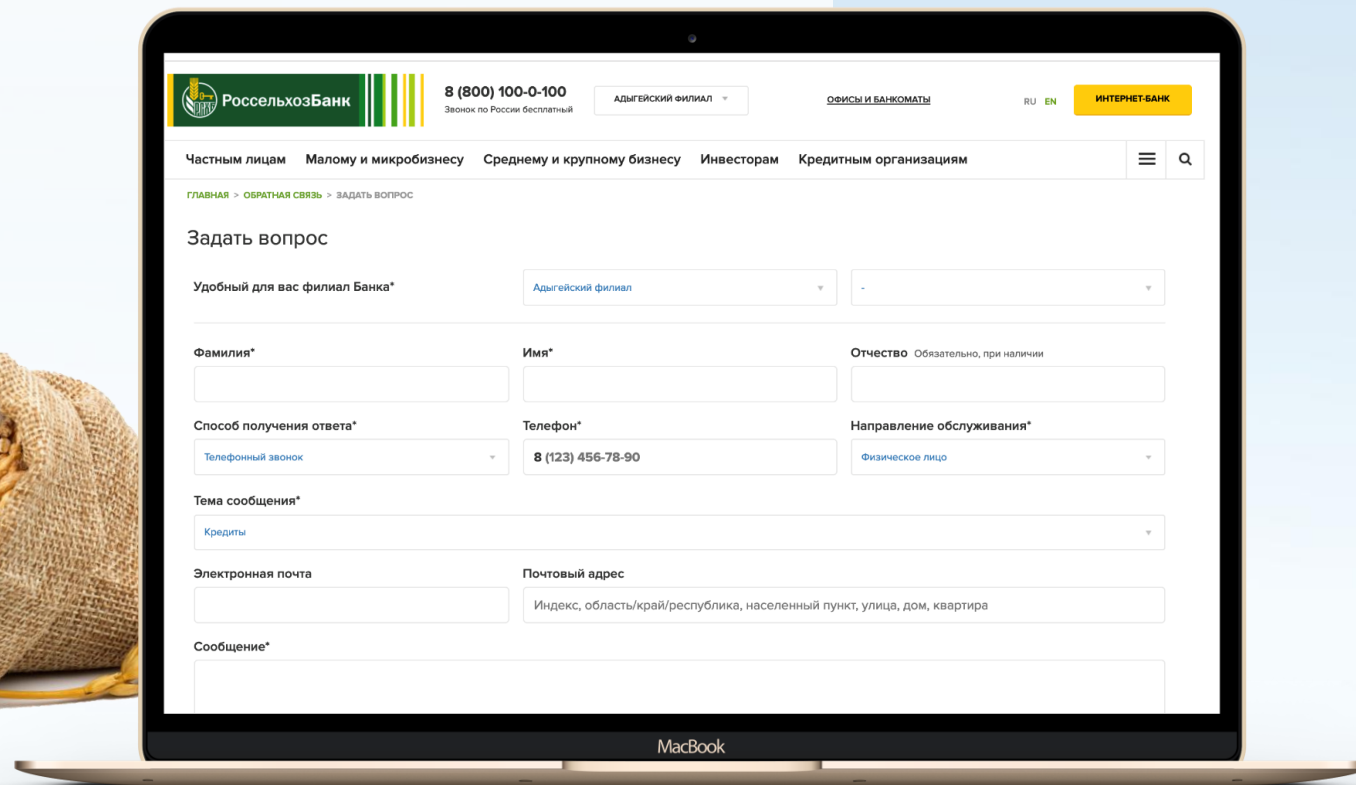 РоссельхозБанк
8 (800) 100-0-100
Звонок по России бесплатный
АДЫГЕЙСКИЙ ФИЛИАЛ
ОФИСЫ И БАНКОМАТЫ
RU EN
ИНТЕРНЕТ-БАНК
Частным лицам Малому и микробизнесу Среднему и крупному бизнесу Инвесторам Кредитным организациям
ГЛАВНАЯ > ОБРАТНАЯ СВЯЗЬ > ЗАДАТЬ ВОПРОС
Задать вопрос
Удобный для вас филиал Банка* Адыгейский филиал -
Фамилия* Имя* Отчество Обязательно, при наличии
Способ получения ответа* Телефон* Направление обслуживания*
Телефонный звонок 8 (123) 456-78-90 Физическое лицо
Тема сообщения*
Кредиты
Электронная почта Почтовый адрес
Индекс, область/край/республика, населенный пункт, улица, дом, квартира
Сообщение*
MacBook